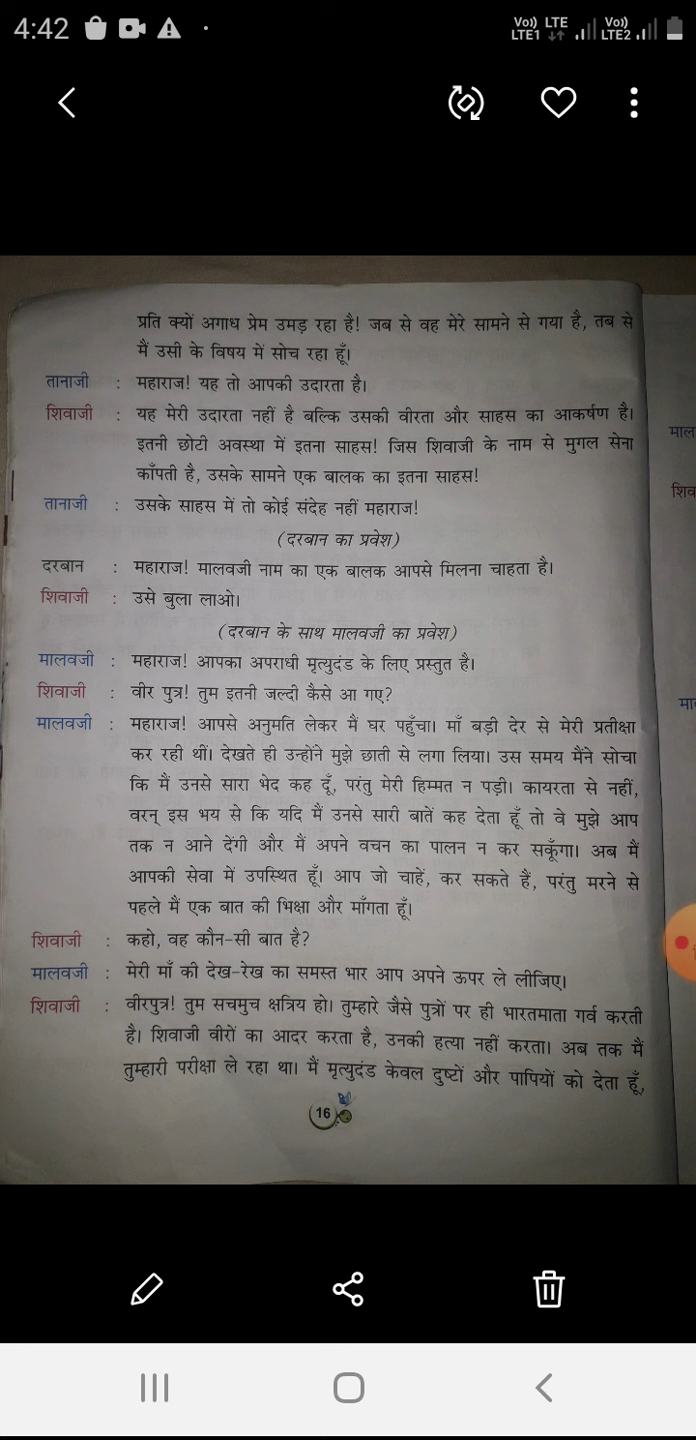 4:42
Vo) LTE Vo)
LTE1 LTE2
प्रति क्यों अगाध प्रेम उमड़ रहा है! जब से वह मेरे सामने से गया है, तब से
मैं उसी के विषय में सोच रहा हूँ।
तानाजी : महाराज! यह तो आपकी उदारता है।
शिवाजी : यह मेरी उदारता नहीं है बल्कि उसकी वीरता और साहस का आकर्षण है।
इतनी छोटी अवस्था में इतना साहस! जिस शिवाजी के नाम से मुगल सेना
काँपती है, उसके सामने एक बालक का इतना साहस!
तानाजी : उसके साहस में तो कोई संदेह नहीं महाराज!
(दरबान का प्रवेश)
दरबान : महाराज! मालवजी नाम का एक बालक आपसे मिलना चाहता है।
शिवाजी : उसे बुला लाओ।
(दरबान के साथ मालवजी का प्रवेश)
मालवजी : महाराज! आपका अपराधी मृत्युदंड के लिए प्रस्तुत है।
शिवाजी : वीर पुत्र! तुम इतनी जल्दी कैसे आ गए?
मालवजी : महाराज! आपसे अनुमति लेकर मैं घर पहुँचा। माँ बड़ी देर से मेरी प्रतीक्षा
कर रही थीं। देखते ही उन्होंने मुझे छाती से लगा लिया। उस समय मैंने सोचा
कि मैं उनसे सारा भेद कह दूँ, परंतु मेरी हिम्मत न पड़ी। कायरता से नहीं,
वरन् इस भय से कि यदि मैं उनसे सारी बातें कह देता हूँ तो वे मुझे आप
तक न आने देंगी और मैं अपने वचन का पालन न कर सकूँगा। अब मैं
आपकी सेवा में उपस्थित हूँ। आप जो चाहें, कर सकते हैं, परंतु मरने से
पहले मैं एक बात की भिक्षा और माँगता हूँ।
शिवाजी : कहो, वह कौन-सी बात है?
मालवजी : मेरी माँ की देख-रेख का समस्त भार आप अपने ऊपर ले लीजिए।
शिवाजी : वीरपुत्र! तुम सचमुच क्षत्रिय हो। तुम्हारे जैसे पुत्रों पर ही भारतमाता गर्व करती
है। शिवाजी वीरों का आदर करता है, उनकी हत्या नहीं करता। अब तक मैं
तुम्हारी परीक्षा ले रहा था। मैं मृत्युदंड केवल दुष्टों और पापियों को देता हूँ,
16
माल
शिव
मा